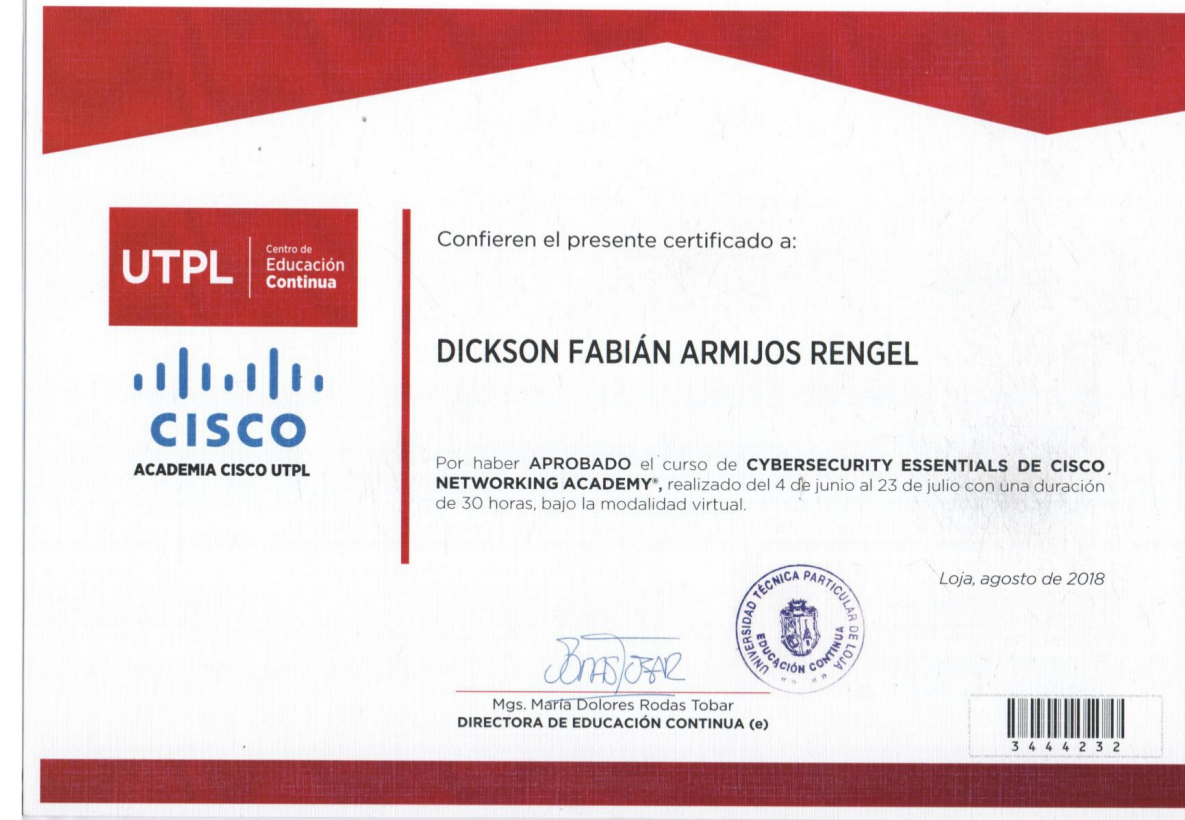 UTPL
Centro de
Educación
Continua
CISCO
ACADEMIA CISCO UTPL
Confieren el presente certificado a:
DICKSON FABIÁN ARMIJOS RENGEL
Por haber APROBADO el curso de CYBERSECURITY ESSENTIALS DE CISCO
NETWORKING ACADEMY®, realizado del 4 de junio al 23 de julio con una duración
de 30 horas, bajo la modalidad virtual.
Loja, agosto de 2018
UNIVERSIDAD TÉCNICA PARTICULAR DE LOJA
EDUCACIÓN CONTINUA
Mgs. María Dolores Rodas Tobar
DIRECTORA DE EDUCACIÓN CONTINUA (e)
3444232